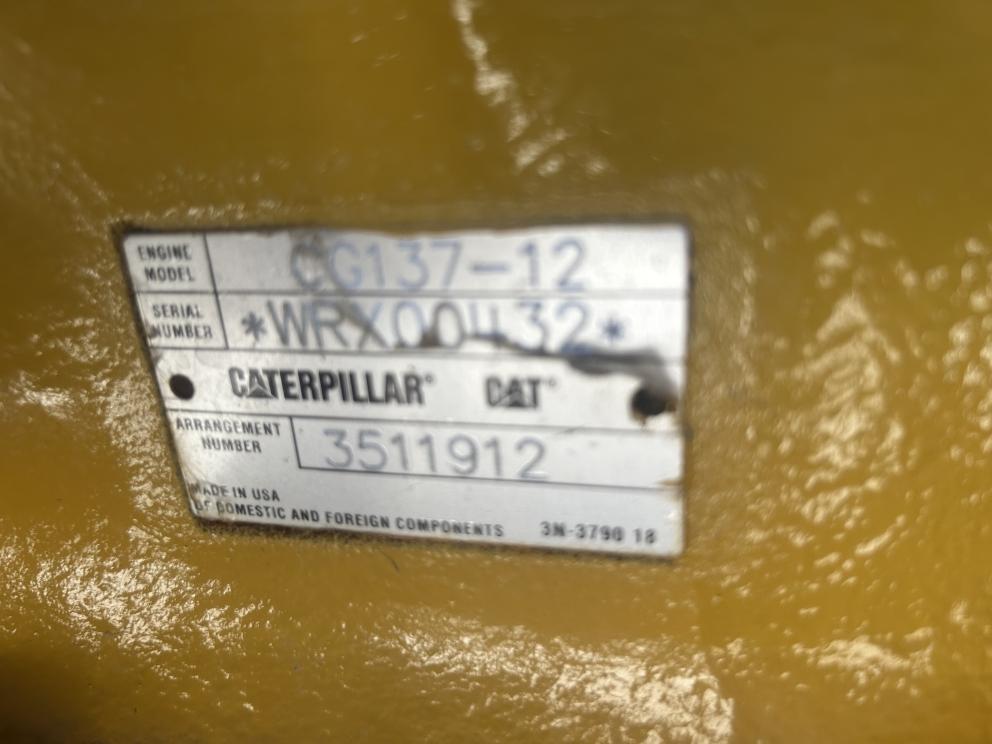 ENGINE
MODEL
CG137-12
SERIAL
NUMBER
*WRX00432*
CATERPILLAR® CAT®
ARRANGEMENT
NUMBER
3511912
MADE IN USA
OF DOMESTIC AND FOREIGN COMPONENTS 3N-3790 18